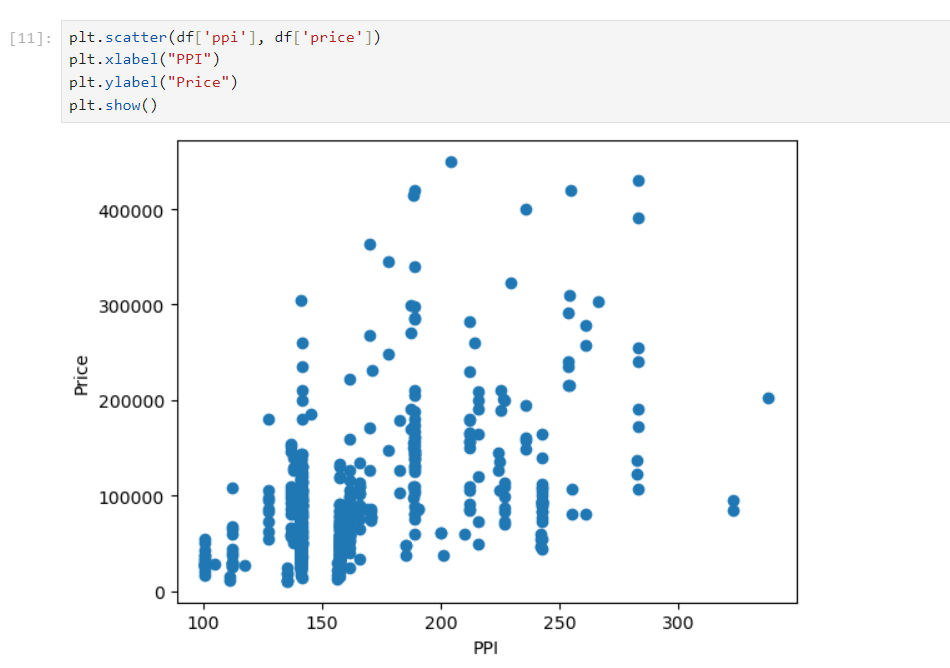 [11]: plt.scatter(df['ppi'], df['price'])
plt.xlabel("PPI")
plt.ylabel("Price")
plt.show()
400000
300000
200000
100000
0
Price
100 150 200 250 300
PPI